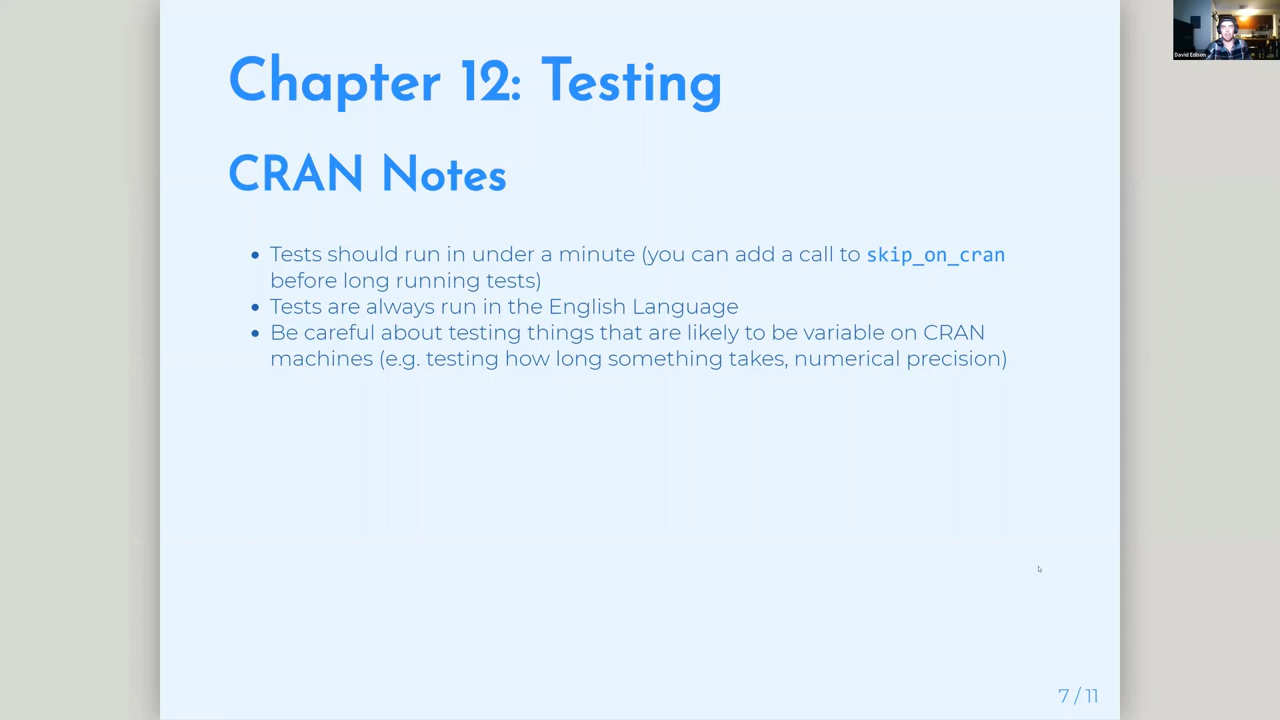 Chapter 12: Testing
CRAN Notes
Tests should run in under a minute (you can add a call to skip_on_cran
before long running tests)
Tests are always run in the English Language
Be careful about testing things that are likely to be variable on CRAN
machines (e.g. testing how long something takes, numerical precision)
7 / 11
David Edison